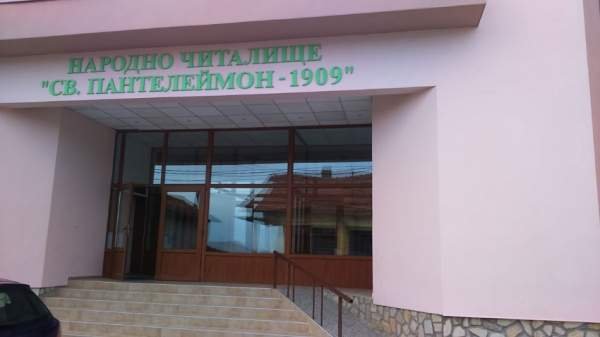 НАРОДНО ЧИТАЛИЩЕ
"СВ. ПАНТЕЛЕЙМОН - 1909"